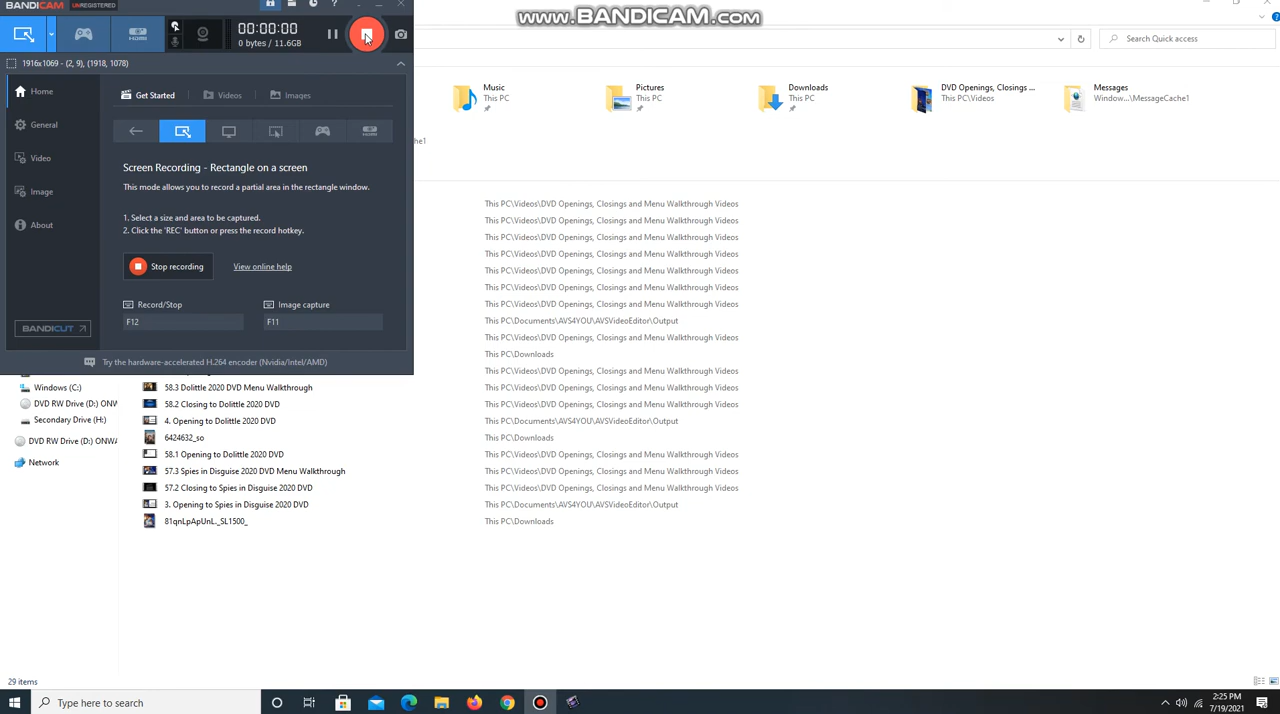 BANDICAM UNREGISTERED
www.BANDICAM.com
00:00:00
0 bytes / 11.6GB
HDMI
Search Quick access
1916x1069 - (2, 9), (1918, 1078)
Home
General
Video
Image
About
BANDICUT
Get Started
Videos
Images
Screen Recording - Rectangle on a screen
This mode allows you to record a partial area in the rectangle window.
1. Select a size and area to be captured.
2. Click the 'REC' button or press the record hotkey.
Stop recording
View online help
Record/Stop
Image capture
F12
F11
Try the hardware-accelerated H.264 encoder (Nvidia/Intel/AMD)
Music
This PC
Pictures
This PC
Downloads
This PC
DVD Openings, Closings ...
This PC\Videos
Messages
Window...\MessageCache1
he1
This PC\Videos\DVD Openings, Closings and Menu Walkthrough Videos
This PC\Videos\DVD Openings, Closings and Menu Walkthrough Videos
This PC\Videos\DVD Openings, Closings and Menu Walkthrough Videos
This PC\Videos\DVD Openings, Closings and Menu Walkthrough Videos
This PC\Videos\DVD Openings, Closings and Menu Walkthrough Videos
This PC\Videos\DVD Openings, Closings and Menu Walkthrough Videos
This PC\Videos\DVD Openings, Closings and Menu Walkthrough Videos
This PC\Documents\AVS4YOU\AVSVideoEditor\Output
This PC\Videos\DVD Openings, Closings and Menu Walkthrough Videos
This PC\Downloads
This PC\Videos\DVD Openings, Closings and Menu Walkthrough Videos
58.3 Dolittle 2020 DVD Menu Walkthrough This PC\Videos\DVD Openings, Closings and Menu Walkthrough Videos
58.2 Closing to Dolittle 2020 DVD This PC\Videos\DVD Openings, Closings and Menu Walkthrough Videos
4. Opening to Dolittle 2020 DVD This PC\Documents\AVS4YOU\AVSVideoEditor\Output
6424632_so This PC\Downloads
58.1 Opening to Dolittle 2020 DVD This PC\Videos\DVD Openings, Closings and Menu Walkthrough Videos
57.3 Spies in Disguise 2020 DVD Menu Walkthrough This PC\Videos\DVD Openings, Closings and Menu Walkthrough Videos
57.2 Closing to Spies in Disguise 2020 DVD This PC\Videos\DVD Openings, Closings and Menu Walkthrough Videos
3. Opening to Spies in Disguise 2020 DVD This PC\Documents\AVS4YOU\AVSVideoEditor\Output
81qnLpApUnL._SL1500_ This PC\Downloads
Windows (C:)
DVD RW Drive (D:) ONW
Secondary Drive (H:)
DVD RW Drive (D:) ONWA
Network
29 items
Type here to search
2:25 PM
7/19/2021